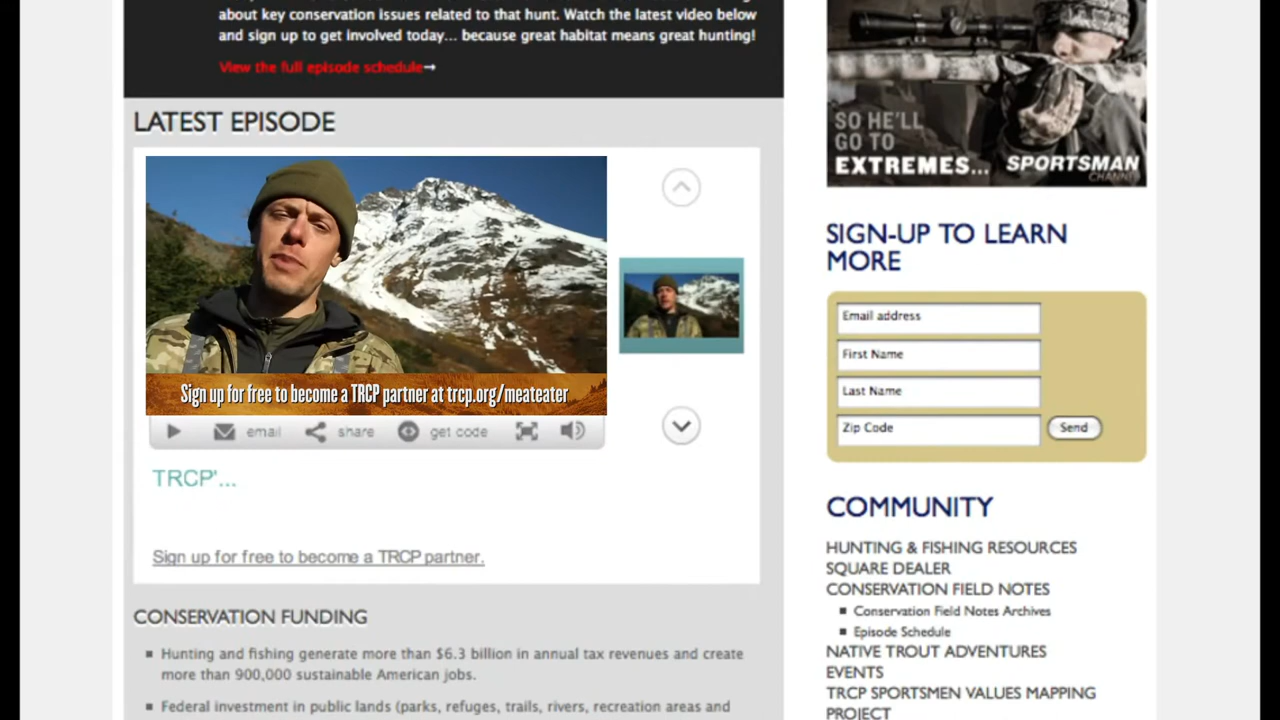 about key conservation issues related to that hunt. Watch the latest video below
and sign up to get involved today... because great habitat means great hunting!
View the full episode schedule→
LATEST EPISODE
Sign up for free to become a TRCP partner at trcp.org/meateater
email share get code
TRCP'...
Sign up for free to become a TRCP partner.
CONSERVATION FUNDING
Hunting and fishing generate more than $6.3 billion in annual tax revenues and create
more than 900,000 sustainable American jobs.
Federal investment in public lands (parks, refuges, trails, rivers, recreation areas and
SO HE'LL
GO TO
EXTREMES...
SPORTSMAN
CHANNEL
SIGN-UP TO LEARN
MORE
Email address
First Name
Last Name
Zip Code
Send
COMMUNITY
HUNTING & FISHING RESOURCES
SQUARE DEALER
CONSERVATION FIELD NOTES
Conservation Field Notes Archives
Episode Schedule
NATIVE TROUT ADVENTURES
EVENTS
TRCP SPORTSMEN VALUES MAPPING
PROJECT